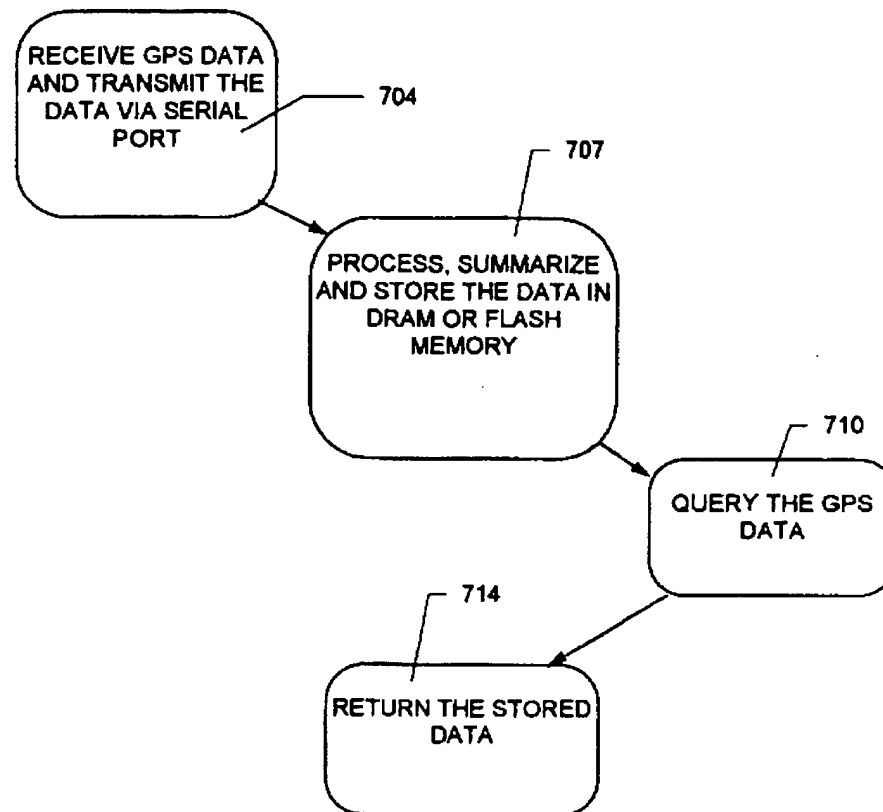 RECEIVE GPS DATA
AND TRANSMIT THE
DATA VIA SERIAL
PORT
704
707
PROCESS, SUMMARIZE
AND STORE THE DATA IN
DRAM OR FLASH
MEMORY
710
QUERY THE GPS
DATA
714
RETURN THE STORED
DATA